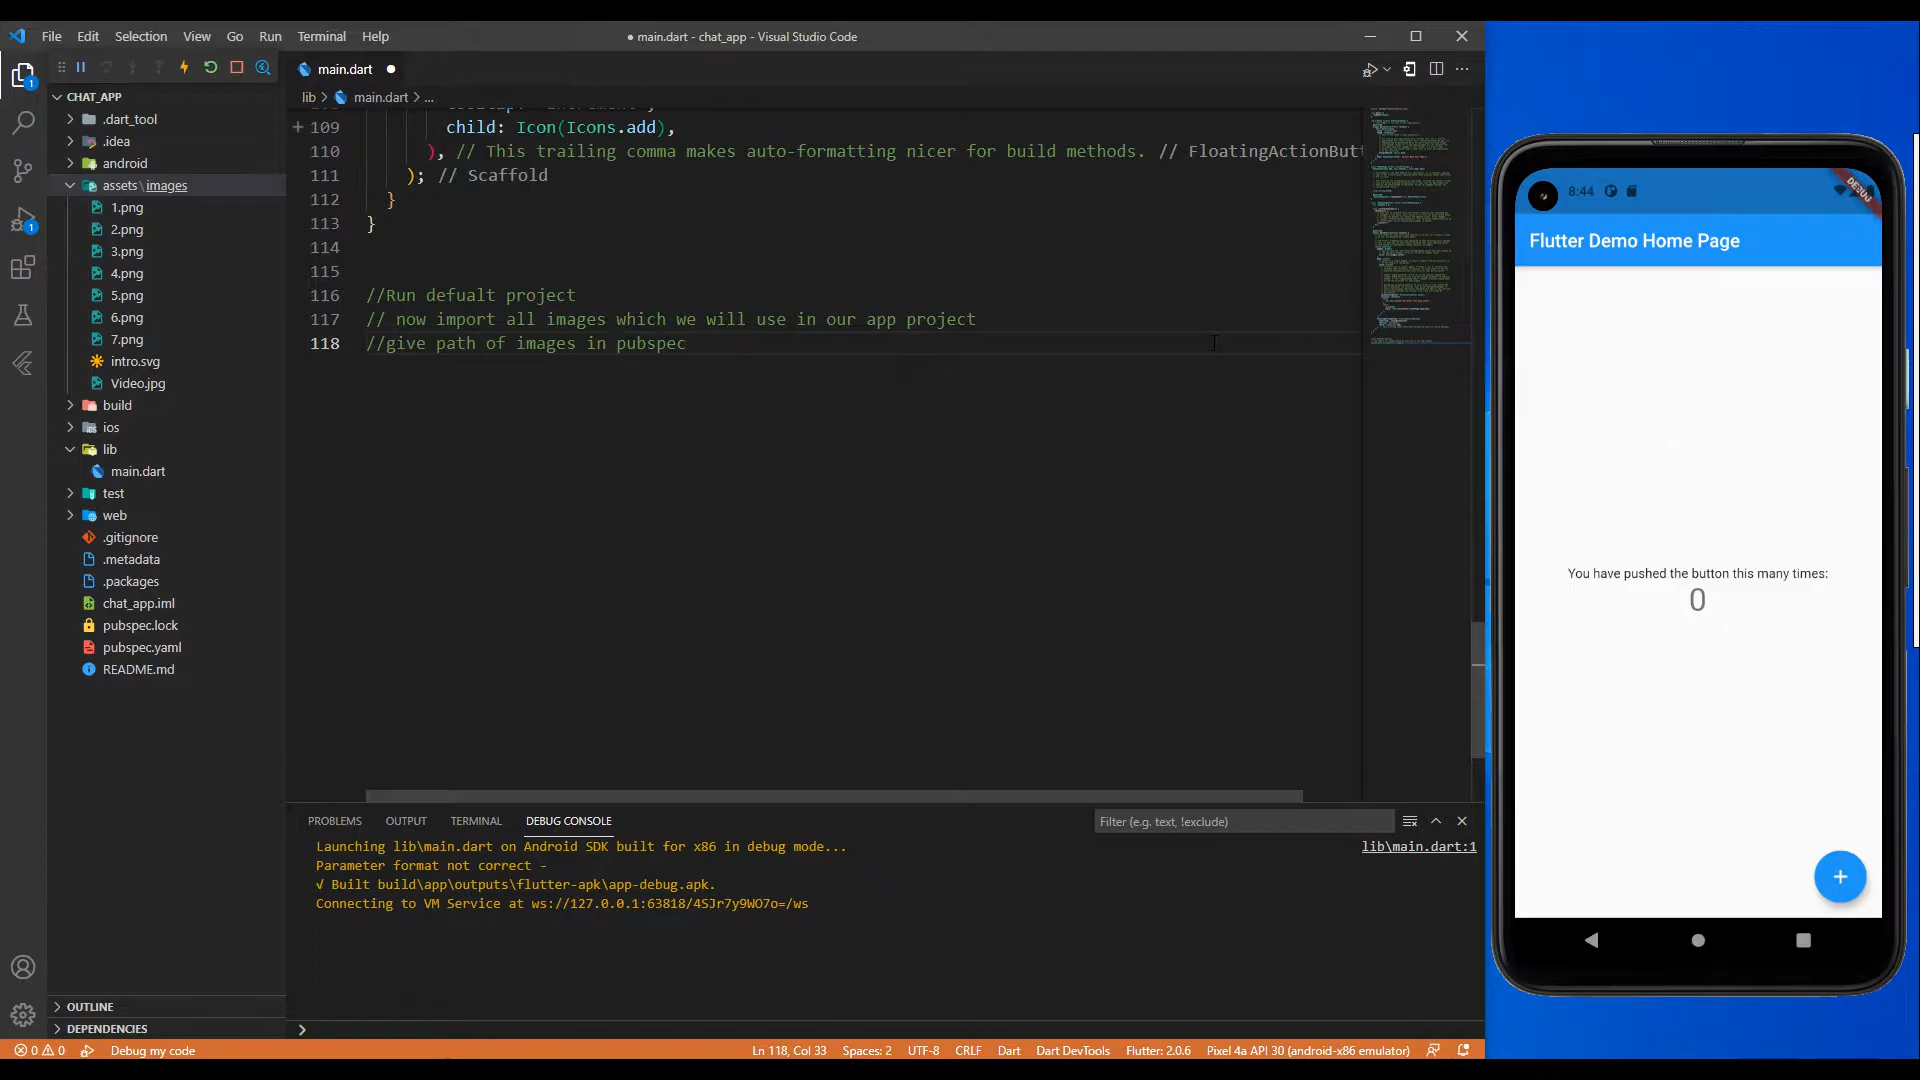 File Edit Selection View Go Run Terminal Help
● main.dart - chat_app - Visual Studio Code
main.dart
CHAT_APP
lib > main.dart > ...
.dart_tool
.idea
android
assets\images
1.png
2.png
3.png
4.png
5.png
6.png
7.png
intro.svg
Video.jpg
build
ios
lib
main.dart
test
web
.gitignore
.metadata
.packages
chat_app.iml
pubspec.lock
pubspec.yaml
README.md
OUTLINE
DEPENDENCIES
109 child: Icon(Icons.add),
110 ), // This trailing comma makes auto-formatting nicer for build methods. // FloatingActionButt
111 ); // Scaffold
112 }
113 }
114
115
116 //Run defualt project
117 // now import all images which we will use in our app project
118 //give path of images in pubspec
PROBLEMS OUTPUT TERMINAL DEBUG CONSOLE
Filter (e.g. text, !exclude)
Launching lib\main.dart on Android SDK built for x86 in debug mode...
lib\main.dart:1
Parameter format not correct -
√ Built build\app\outputs\flutter-apk\app-debug.apk.
Connecting to VM Service at ws://127.0.0.1:63818/4SJr7y9WO7o=/ws
0 0 Debug my code
Ln 118, Col 33 Spaces: 2 UTF-8 CRLF Dart Dart DevTools Flutter: 2.0.6 Pixel 4a API 30 (android-x86 emulator)
8:44
DEBUG
Flutter Demo Home Page
You have pushed the button this many times:
0